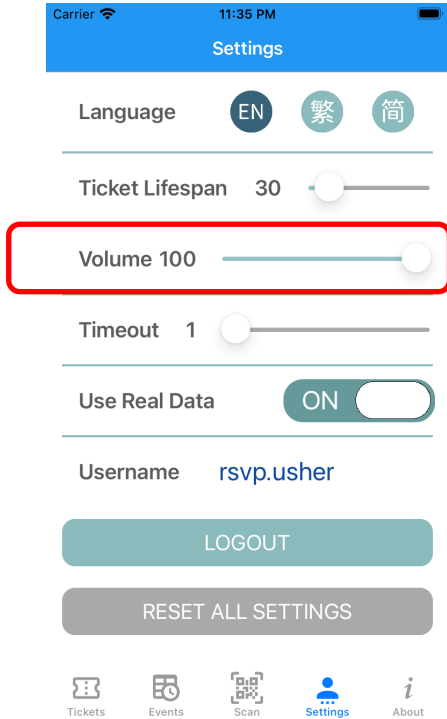 Carrier 11:35 PM
Settings
Language EN 繁 简
Ticket Lifespan 30
Volume 100
Timeout 1
Use Real Data ON
Username rsvp.usher
LOGOUT
RESET ALL SETTINGS
Tickets Events Scan Settings About